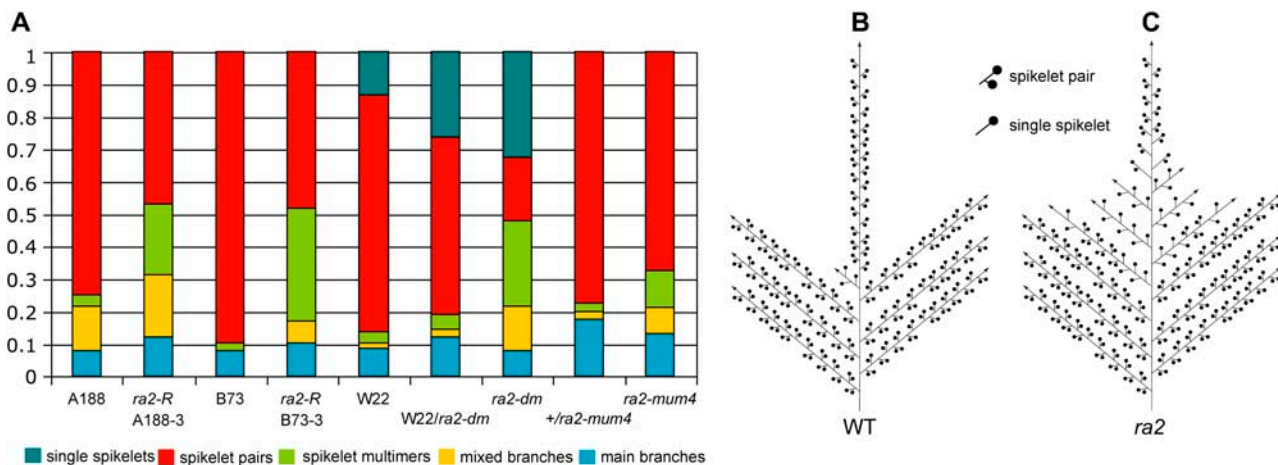 A
1
0.9
0.8
0.7
0.6
0.5
0.4
0.3
0.2
0.1
0
A188
ra2-R
A188-3
B73
ra2-R
B73-3
W22
W22/ra2-dm
ra2-dm
+/ra2-mum4
ra2-mum4
single spikelets
spikelet pairs
spikelet multimers
mixed branches
main branches
B
WT
C
spikelet pair
single spikelet
ra2